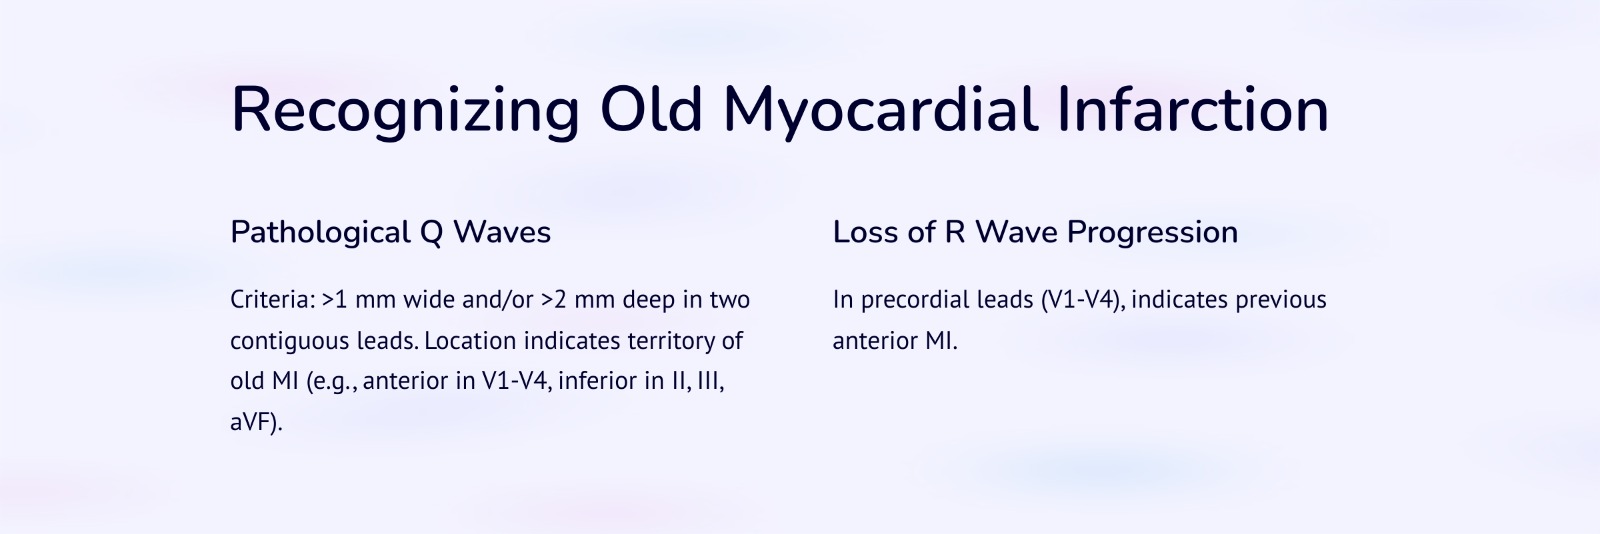 Recognizing Old Myocardial Infarction
Pathological Q Waves
Criteria: >1 mm wide and/or >2 mm deep in two
contiguous leads. Location indicates territory of
old MI (e.g., anterior in V1-V4, inferior in II, III,
aVF).
Loss of R Wave Progression
In precordial leads (V1-V4), indicates previous
anterior MI.